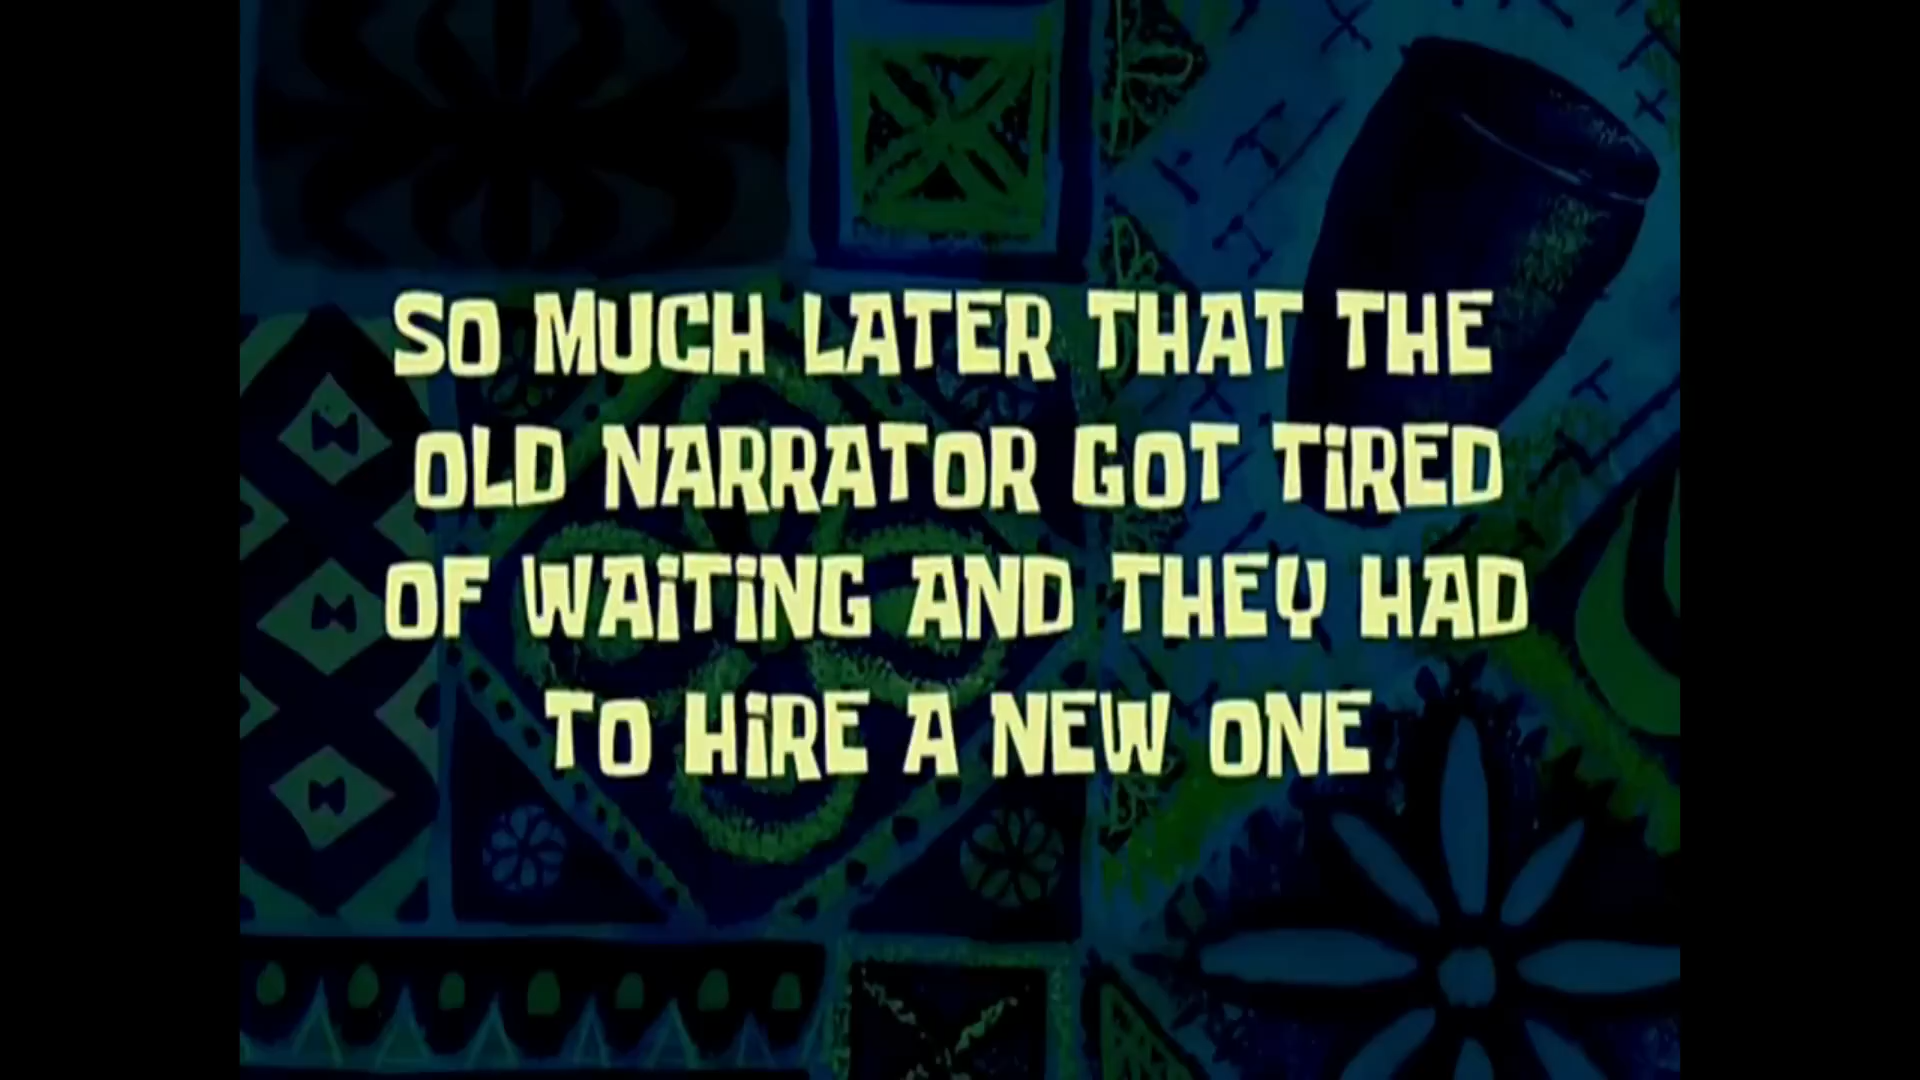 SO MUCH LATER THAT THE
OLD NARRATOR GOT TiRED
OF WAiTiNG AND THEY HAD
TO HiRE A NEW ONE